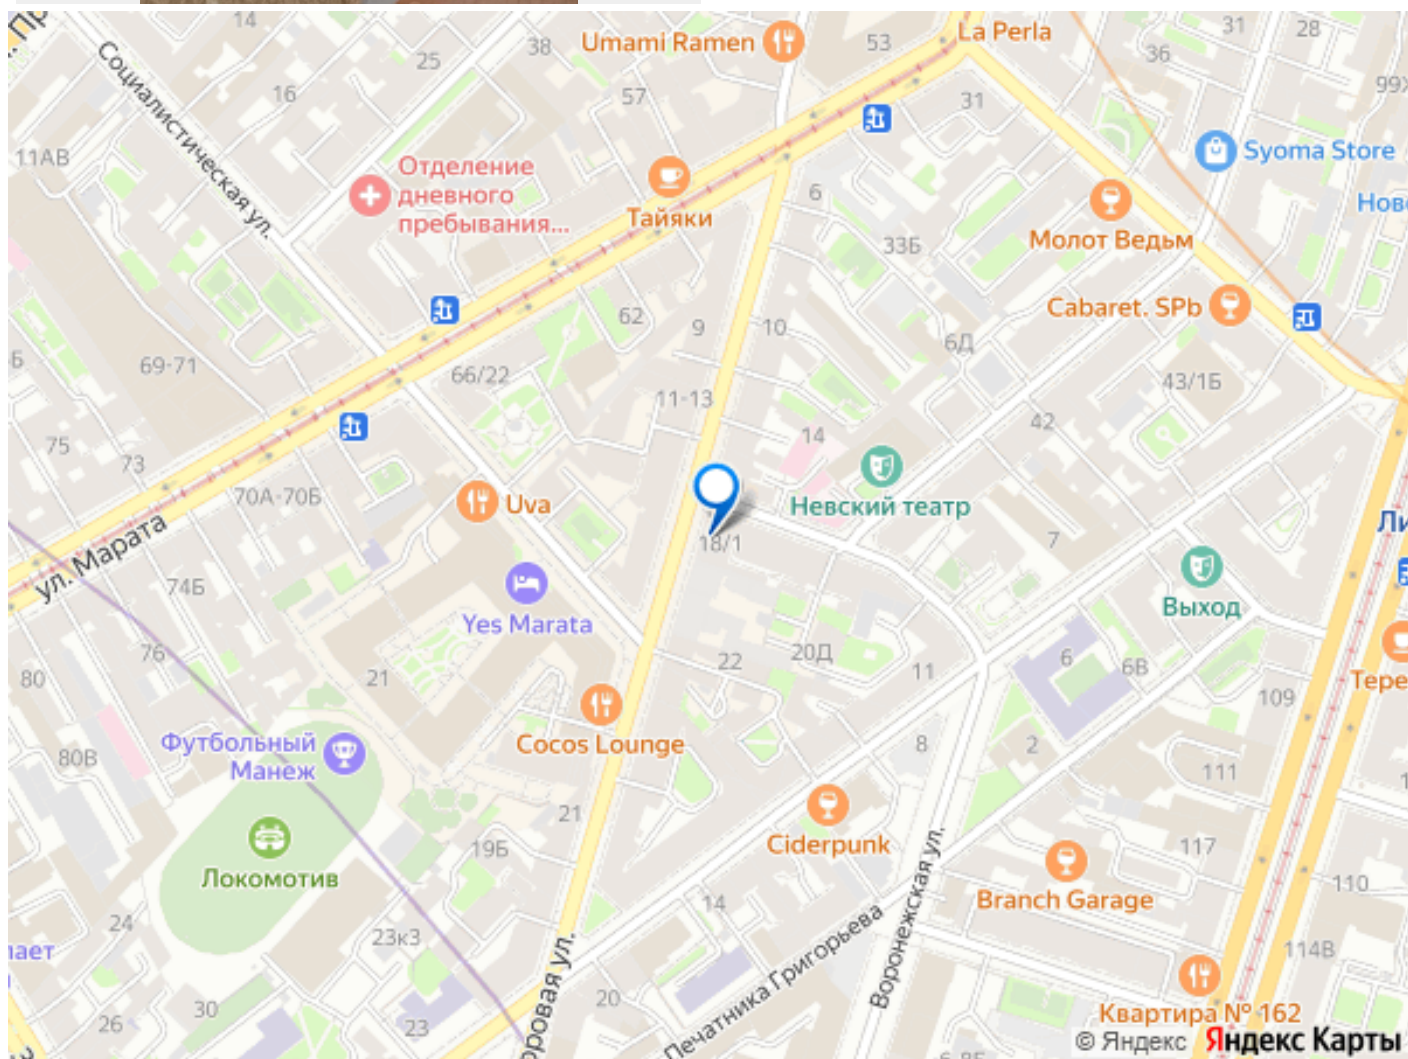 14
38
Umami Ramen
53
La Perla
31
28
25
36
Социалистическая ул.
16
57
31
11АВ
Отделение
дневного
пребывания...
Тайяки
6
Syoma Store
Молот Ведьм
33Б
62
9
10
Cabaret. SPb
6Д
69-71
66/22
11-13
43/1Б
75
73
14
42
70А-70Б
Uva
Невский театр
ул. Марата
18/1
7
74Б
Yes Marata
Выход
76
22
20Д
11
6
6В
80
21
109
Cocos Lounge
Футбольный
Манеж
80В
8
2
111
21
Ciderpunk
19Б
117
Локомотив
Branch Garage
110
24
14
Воронежская ул.
23к3
Печатника Григорьева
114В
30
20
26
23
Квартира № 162
© Яндекс Яндекс Карты